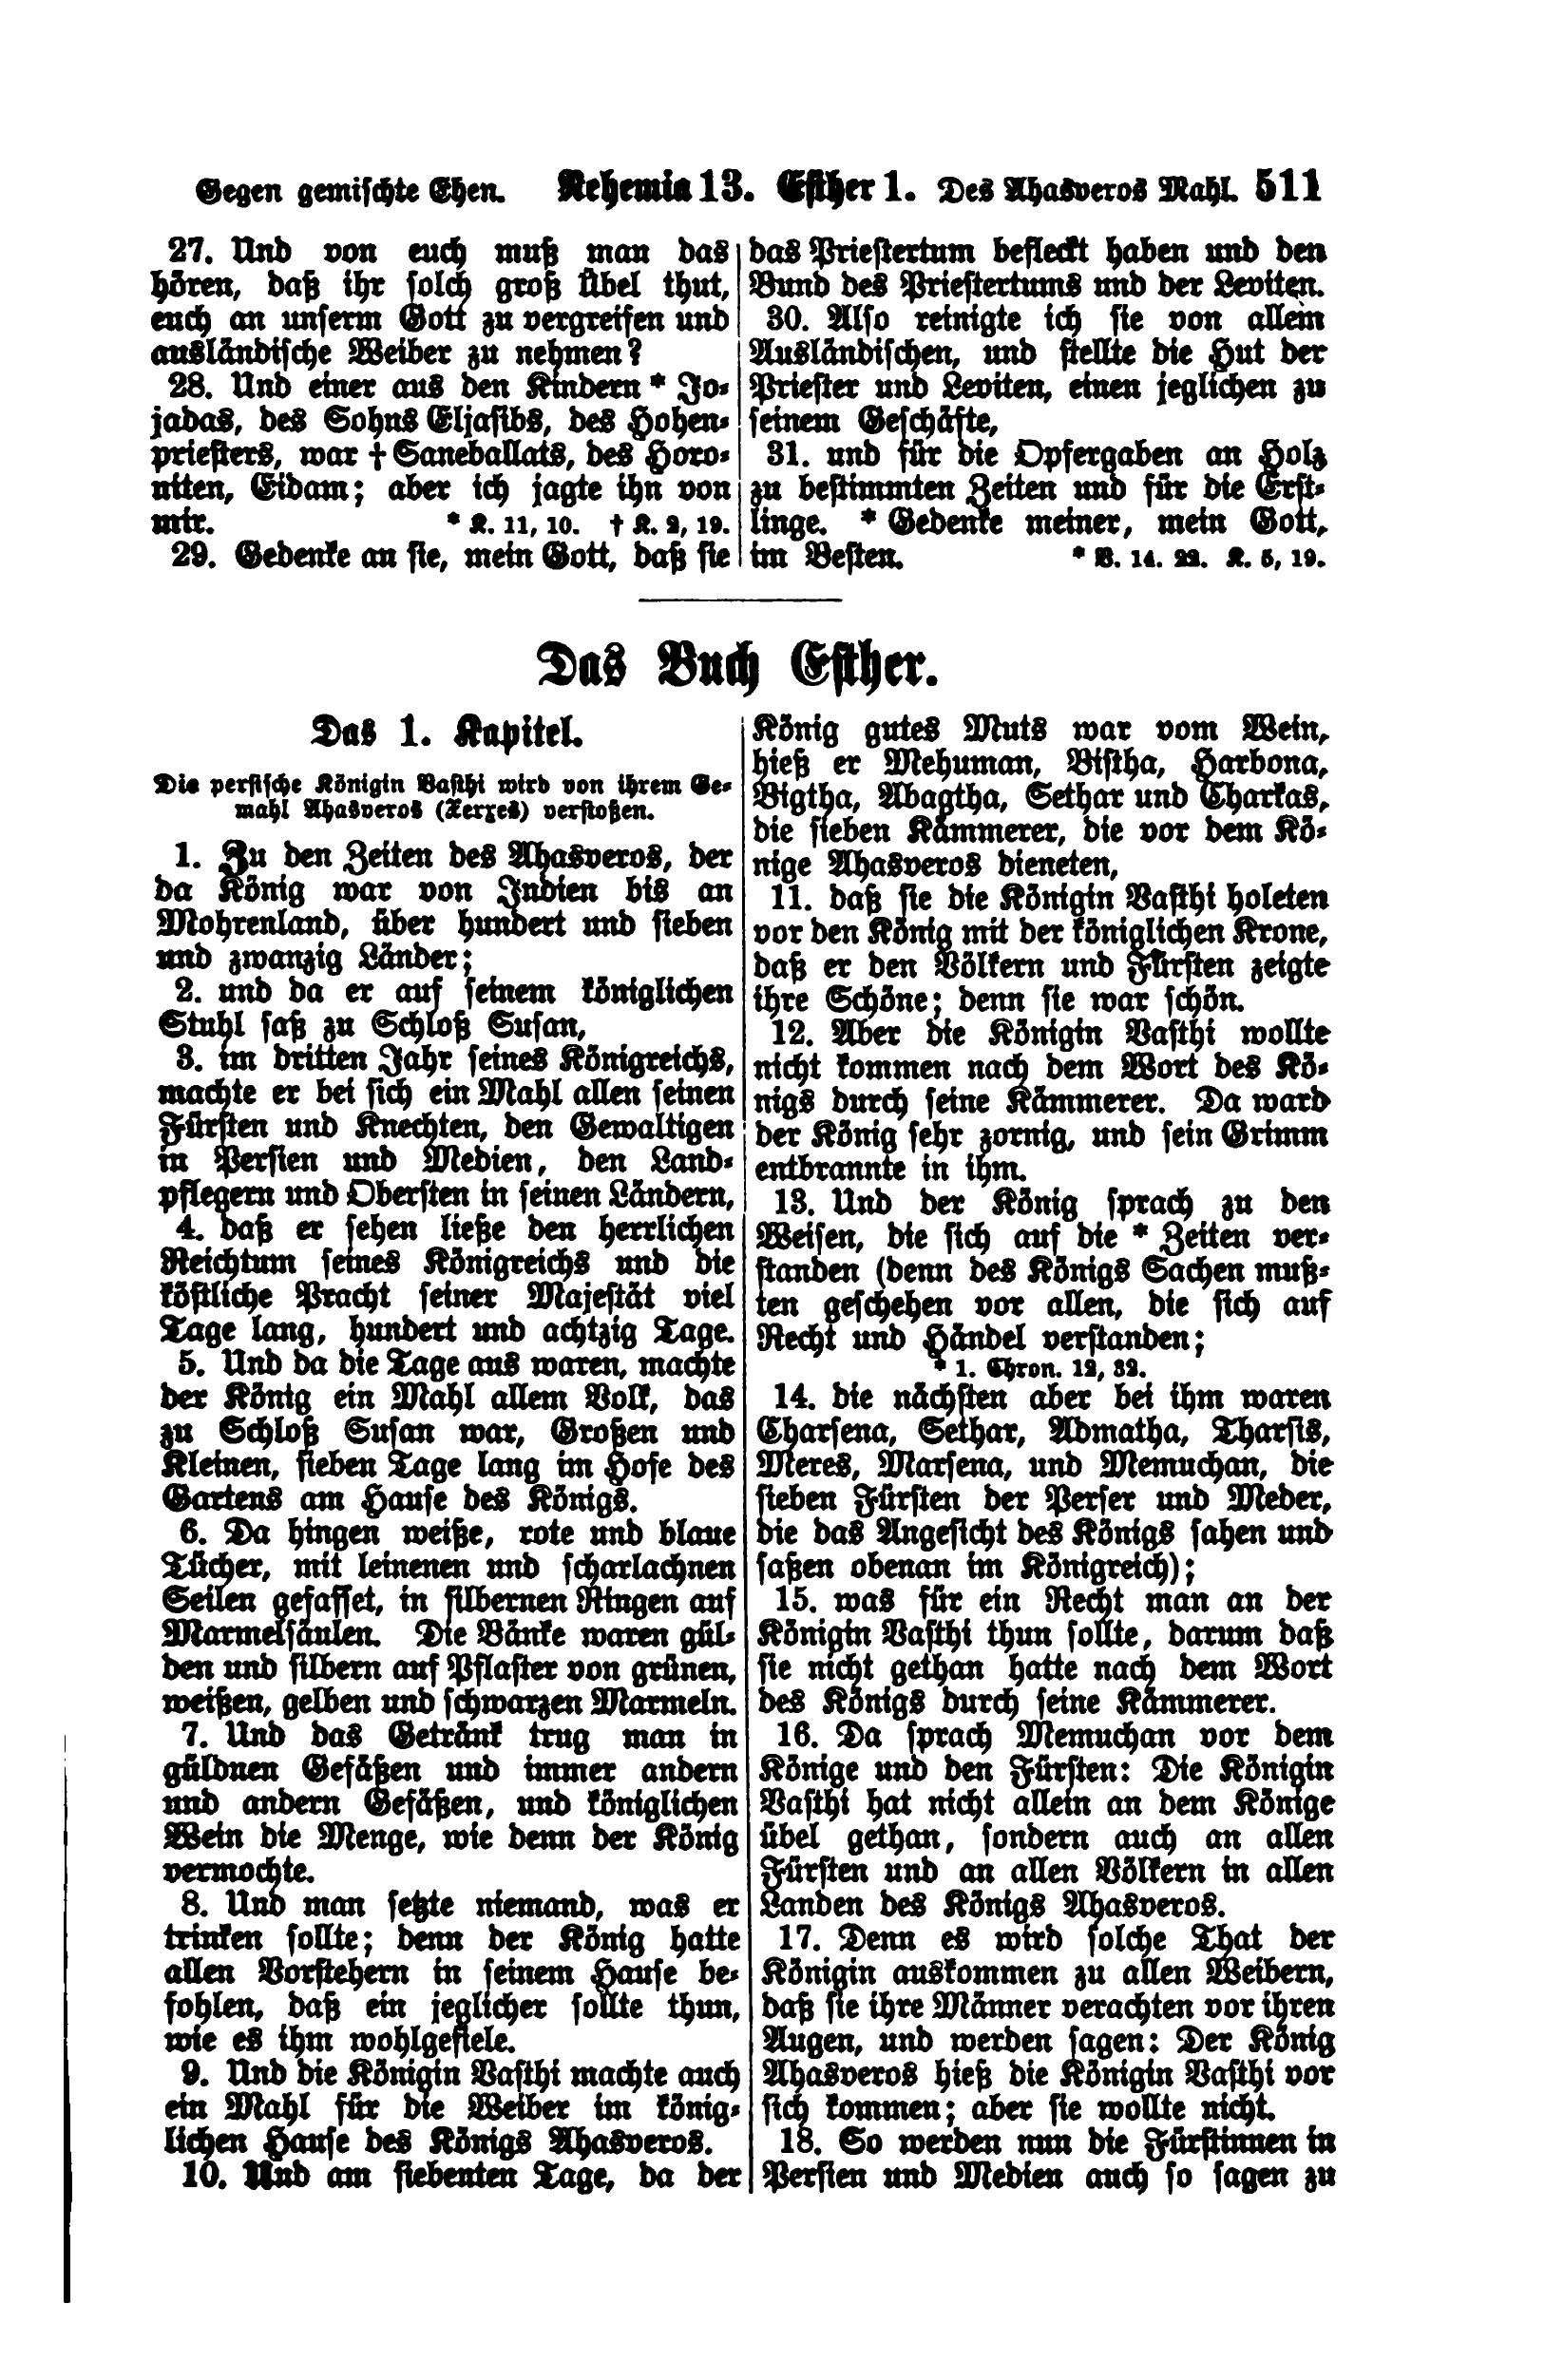 Gegen gemischte Ehen. Nehemia 13. Esther 1. Des Ahasveros Mahl. 511
27. Und von euch muß man das
hören, daß ihr solch groß Übel thut,
euch an unserm Gott zu vergreifen und
ausländische Weiber zu nehmen?
28. Und einer aus den Kindern * Jo-
jadas, des Sohns Eljasibs, des Hohen-
priesters, war † Saneballats, des Horo-
niten, Eidam; aber ich jagte ihn von
mir. * K. 11, 10. † K. 2, 19.
29. Gedenke an sie, mein Gott, daß sie
das Priestertum befleckt haben und den
Bund des Priestertums und der Leviten.
30. Also reinigte ich sie von allem
Ausländischen, und stellte die Hut der
Priester und Leviten, einen jeglichen zu
seinem Geschäfte,
31. und für die Opfergaben an Holz
zu bestimmten Zeiten und für die Erst-
linge. * Gedenke meiner, mein Gott,
im Besten. * V. 14. 22. K. 5, 19.
Das Buch Esther.
Das 1. Kapitel.
Die persische Königin Vasthi wird von ihrem Ge-
mahl Ahasveros (Xerxes) verstoßen.
1. Zu den Zeiten des Ahasveros, der
da König war von Indien bis an
Mohrenland, über hundert und sieben
und zwanzig Länder;
2. und da er auf seinem königlichen
Stuhl saß zu Schloß Susan,
3. im dritten Jahr seines Königreichs,
machte er bei sich ein Mahl allen seinen
Fürsten und Knechten, den Gewaltigen
in Persien und Medien, den Land-
pflegern und Obersten in seinen Ländern,
4. daß er sehen ließe den herrlichen
Reichtum seines Königreichs und die
köstliche Pracht seiner Majestät viel
Tage lang, hundert und achtzig Tage.
5. Und da die Tage aus waren, machte
der König ein Mahl allem Volk, das
zu Schloß Susan war, Großen und
Kleinen, sieben Tage lang im Hofe des
Gartens am Hause des Königs.
6. Da hingen weiße, rote und blaue
Tücher, mit leinenen und scharlachnen
Seilen gefasset, in silbernen Ringen auf
Marmelsäulen. Die Bänke waren gül-
den und silbern auf Pflaster von grünen,
weißen, gelben und schwarzen Marmeln.
7. Und das Getränk trug man in
güldnen Gefäßen und immer andern
und andern Gefäßen, und königlichen
Wein die Menge, wie denn der König
vermochte.
8. Und man setzte niemand, was er
trinken sollte; denn der König hatte
allen Vorstehern in seinem Hause be-
fohlen, daß ein jeglicher sollte thun,
wie es ihm wohlgefiele.
9. Und die Königin Vasthi machte auch
ein Mahl für die Weiber im könig-
lichen Hause des Königs Ahasveros.
10. Und am siebenten Tage, da der
König gutes Muts war vom Wein,
hieß er Mehuman, Bistha, Harbona,
Bigtha, Abagtha, Sethar und Charkas,
die sieben Kämmerer, die vor dem Kö-
nige Ahasveros dieneten,
11. daß sie die Königin Vasthi holeten
vor den König mit der königlichen Krone,
daß er den Völkern und Fürsten zeigte
ihre Schöne; denn sie war schön.
12. Aber die Königin Vasthi wollte
nicht kommen nach dem Wort des Kö-
nigs durch seine Kämmerer. Da ward
der König sehr zornig, und sein Grimm
entbrannte in ihm.
13. Und der König sprach zu den
Weisen, die sich auf die * Zeiten ver-
standen (denn des Königs Sachen muß-
ten geschehen vor allen, die sich auf
Recht und Händel verstanden;
* 1. Chron. 12, 32.
14. die nächsten aber bei ihm waren
Charsena, Sethar, Admatha, Tharsis,
Meres, Marsena, und Memuchan, die
sieben Fürsten der Perser und Meder,
die das Angesicht des Königs sahen und
saßen obenan im Königreich);
15. was für ein Recht man an der
Königin Vasthi thun sollte, darum daß
sie nicht gethan hatte nach dem Wort
des Königs durch seine Kämmerer.
16. Da sprach Memuchan vor dem
Könige und den Fürsten: Die Königin
Vasthi hat nicht allein an dem Könige
übel gethan, sondern auch an allen
Fürsten und an allen Völkern in allen
Landen des Königs Ahasveros.
17. Denn es wird solche That der
Königin auskommen zu allen Weibern,
daß sie ihre Männer verachten vor ihren
Augen, und werden sagen: Der König
Ahasveros hieß die Königin Vasthi vor
sich kommen; aber sie wollte nicht.
18. So werden nun die Fürstinnen in
Persien und Medien auch so sagen zu